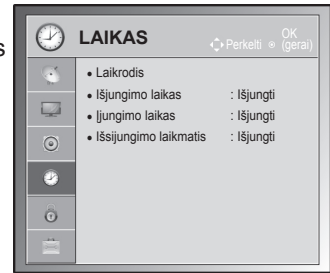 s
LAIKAS
Perkelti
OK
(gerai)
• Laikrodis
• Išjungimo laikas : Išjungti
• Įjungimo laikas : Išjungti
• Išsijungimo laikmatis : Išjungti